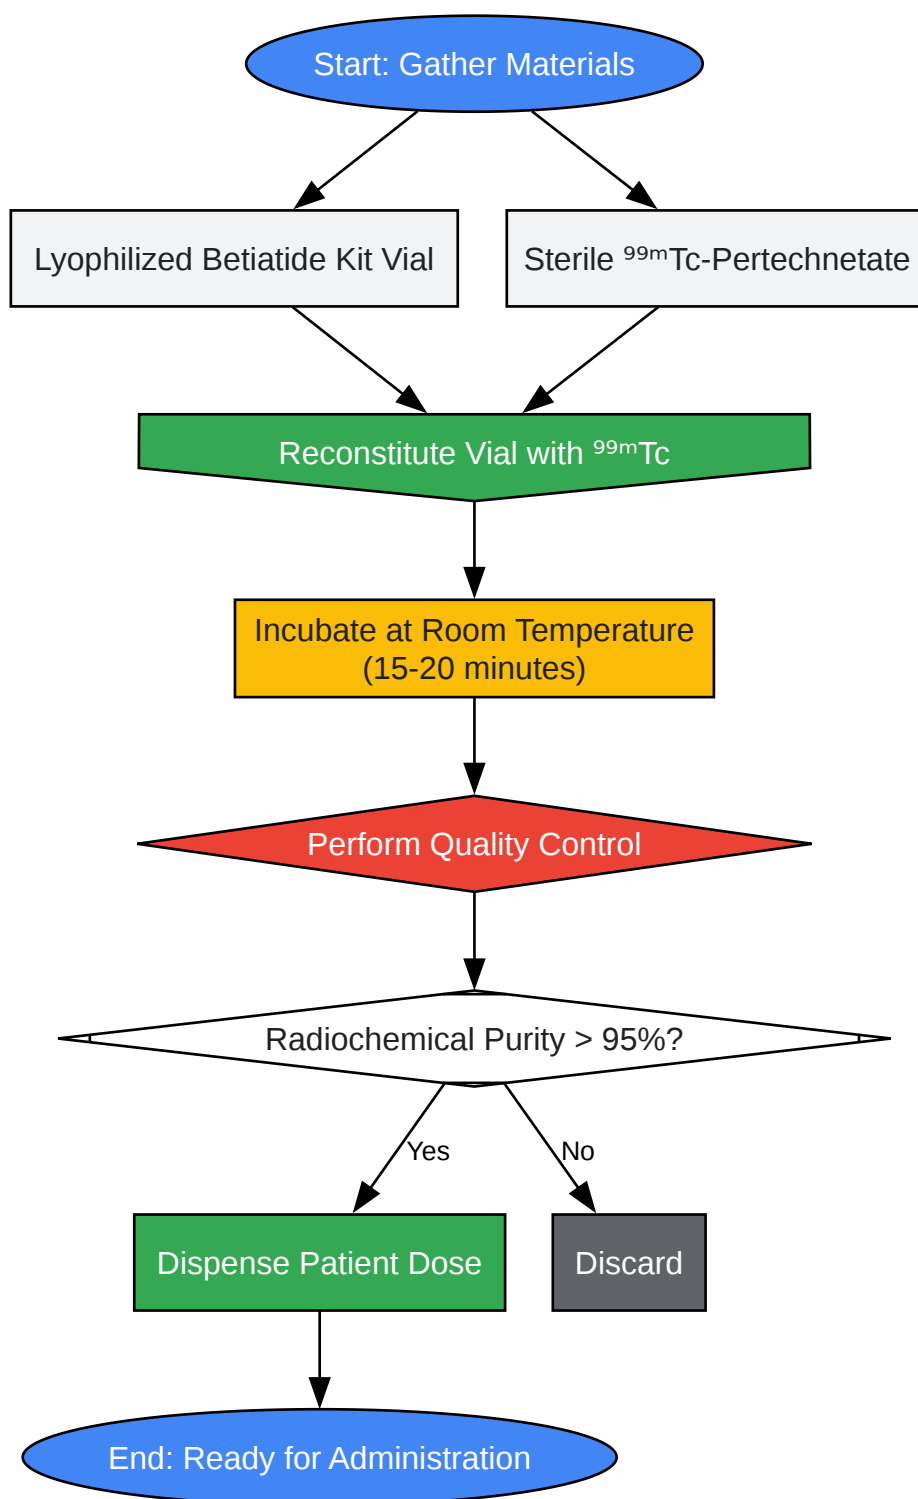 Start: Gather Materials
Lyophilized Betiatide Kit Vial
Sterile ⁹⁹ᵐTc-Pertechnetate
Reconstitute Vial with ⁹⁹ᵐTc
Incubate at Room Temperature
(15-20 minutes)
Perform Quality Control
Radiochemical Purity > 95%?
Yes
No
Dispense Patient Dose
Discard
End: Ready for Administration